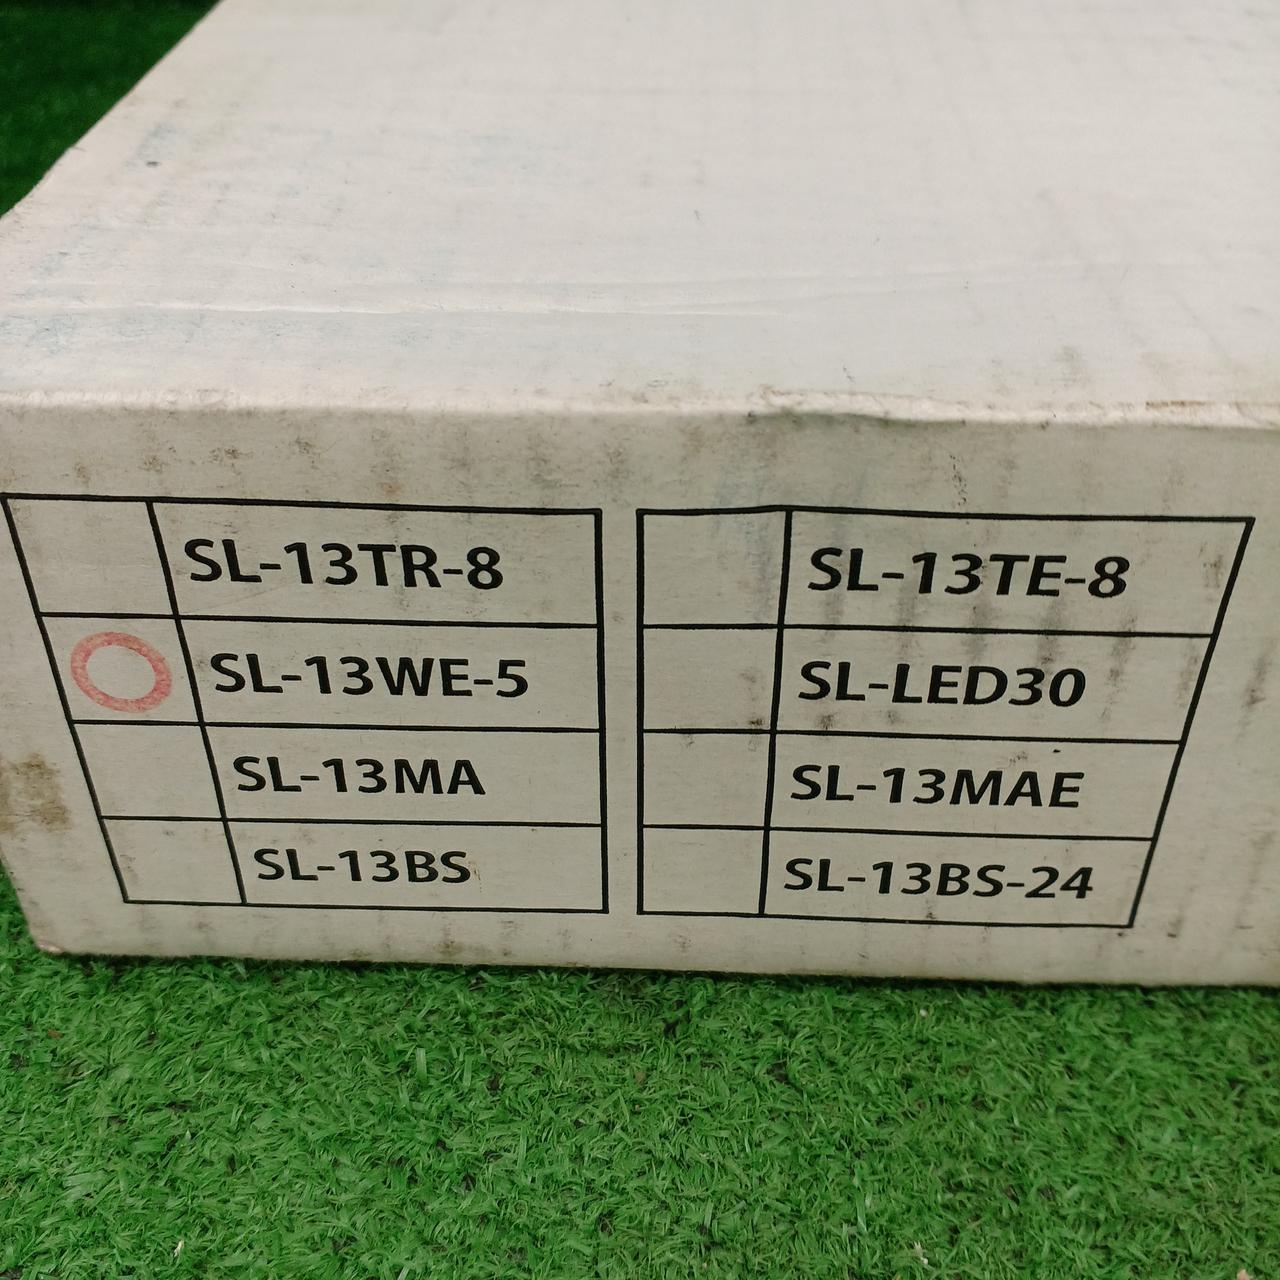 SL-13TR-8
SL-13WE-5
SL-13MA
SL-13BS
SL-13TE-8
SL-LED30
SL-13MAE
SL-13BS-24